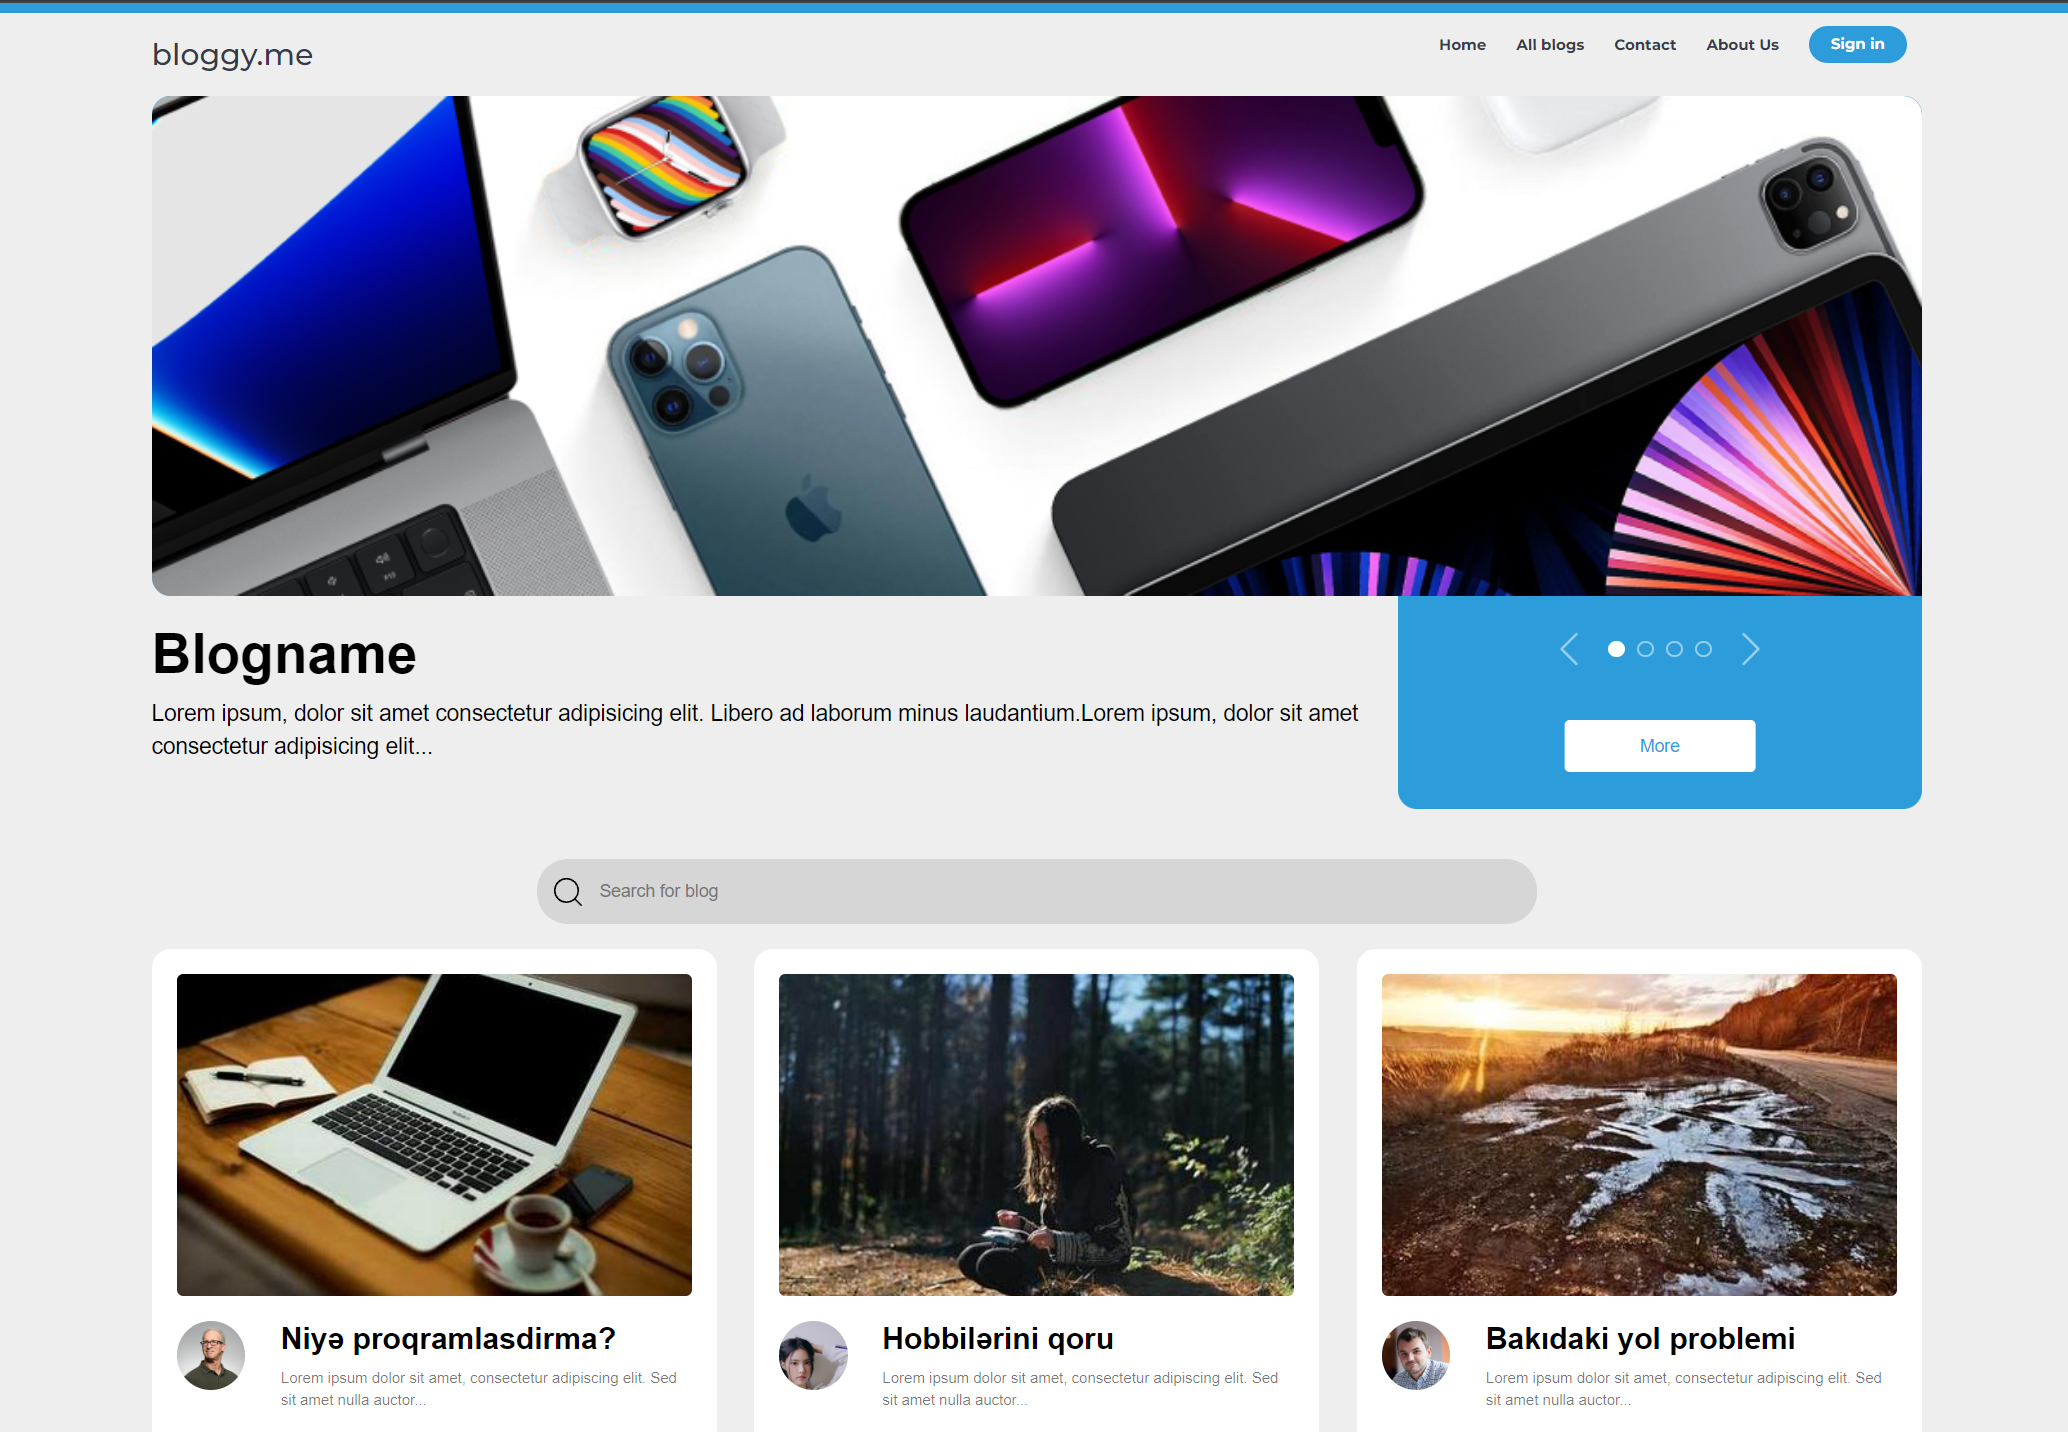 bloggy.me
Home
All blogs
Contact
About Us
Sign in
Blogname
Lorem ipsum, dolor sit amet consectetur adipisicing elit. Libero ad laborum minus laudantium.Lorem ipsum, dolor sit amet
consectetur adipisicing elit...
More
Search for blog
Niyə proqramlasdirma?
Lorem ipsum dolor sit amet, consectetur adipiscing elit. Sed
sit amet nulla auctor...
Hobbilərini qoru
Lorem ipsum dolor sit amet, consectetur adipiscing elit. Sed
sit amet nulla auctor...
Bakıdaki yol problemi
Lorem ipsum dolor sit amet, consectetur adipiscing elit. Sed
sit amet nulla auctor...